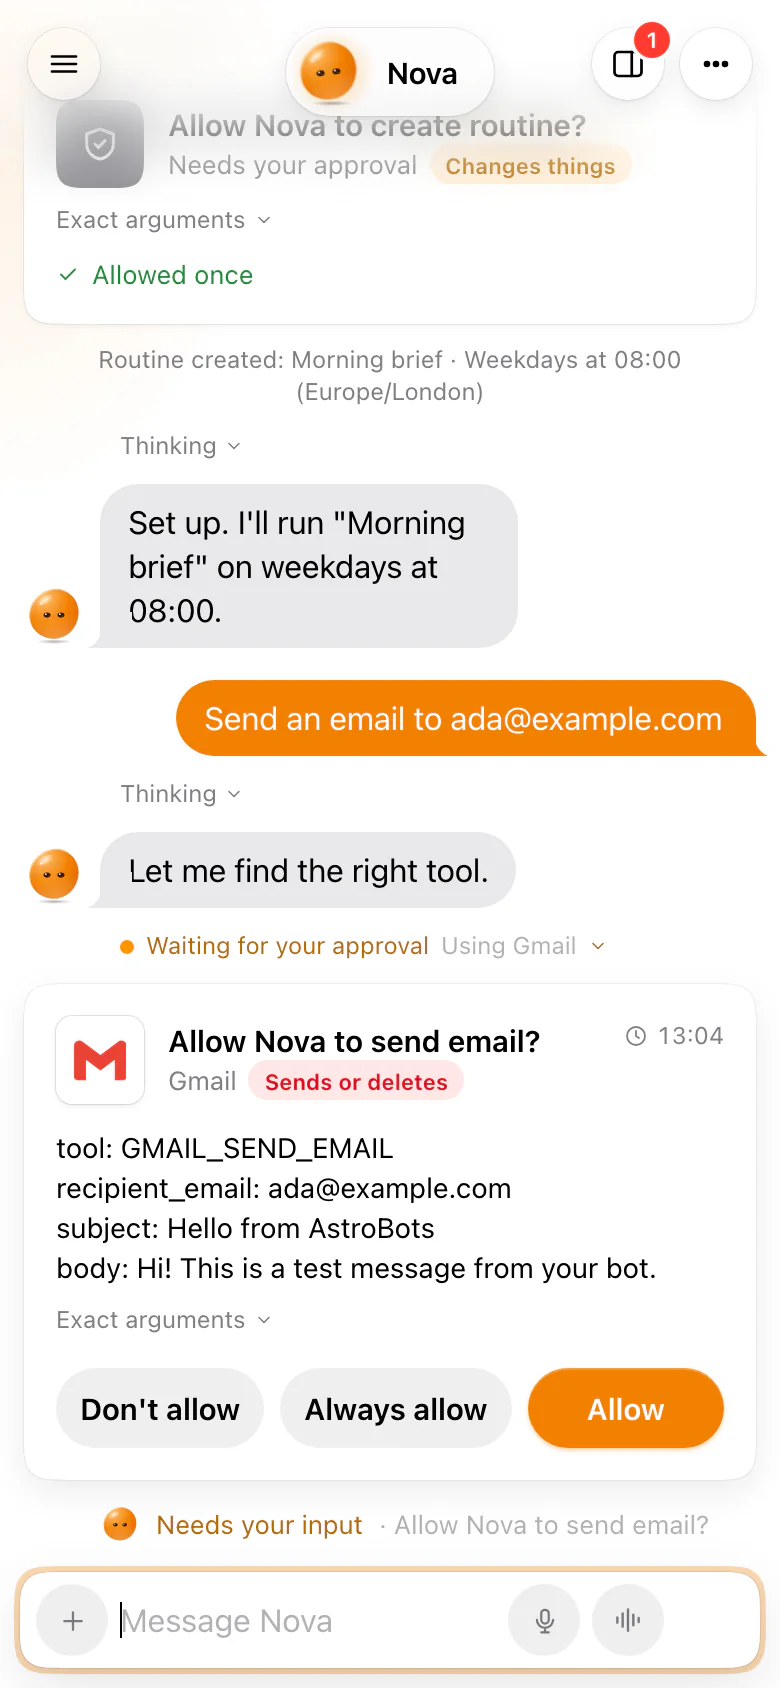 Nova
1
Allow Nova to create routine?
Needs your approval Changes things
Exact arguments
Allowed once
Routine created: Morning brief · Weekdays at 08:00
(Europe/London)
Thinking
Set up. I'll run "Morning
brief" on weekdays at
08:00.
Send an email to ada@example.com
Thinking
Let me find the right tool.
Waiting for your approval Using Gmail
Allow Nova to send email? 13:04
Gmail Sends or deletes
tool: GMAIL_SEND_EMAIL
recipient_email: ada@example.com
subject: Hello from AstroBots
body: Hi! This is a test message from your bot.
Exact arguments
Don't allow Always allow Allow
Needs your input · Allow Nova to send email?
Message Nova